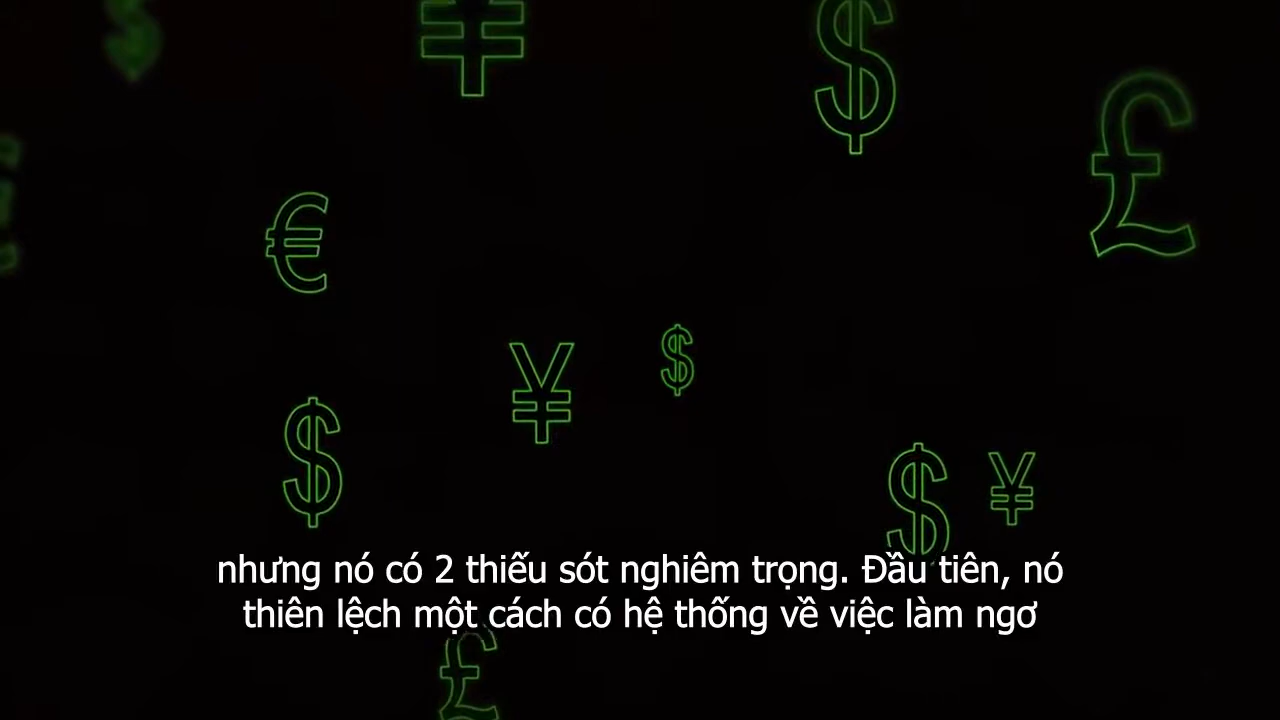 nhưng nó có 2 thiếu sót nghiêm trọng. Đầu tiên, nó
thiên lệch một cách có hệ thống về việc làm ngơ